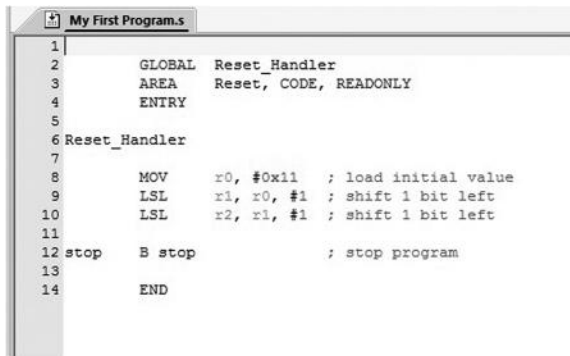 My First Program.s
1
2 GLOBAL Reset_Handler
3 AREA Reset, CODE, READONLY
4 ENTRY
5
6 Reset_Handler
7
8 MOV r0, #0x11 ; load initial value
9 LSL r1, r0, #1 ; shift 1 bit left
10 LSL r2, r1, #1 ; shift 1 bit left
11
12 stop B stop ; stop program
13
14 END